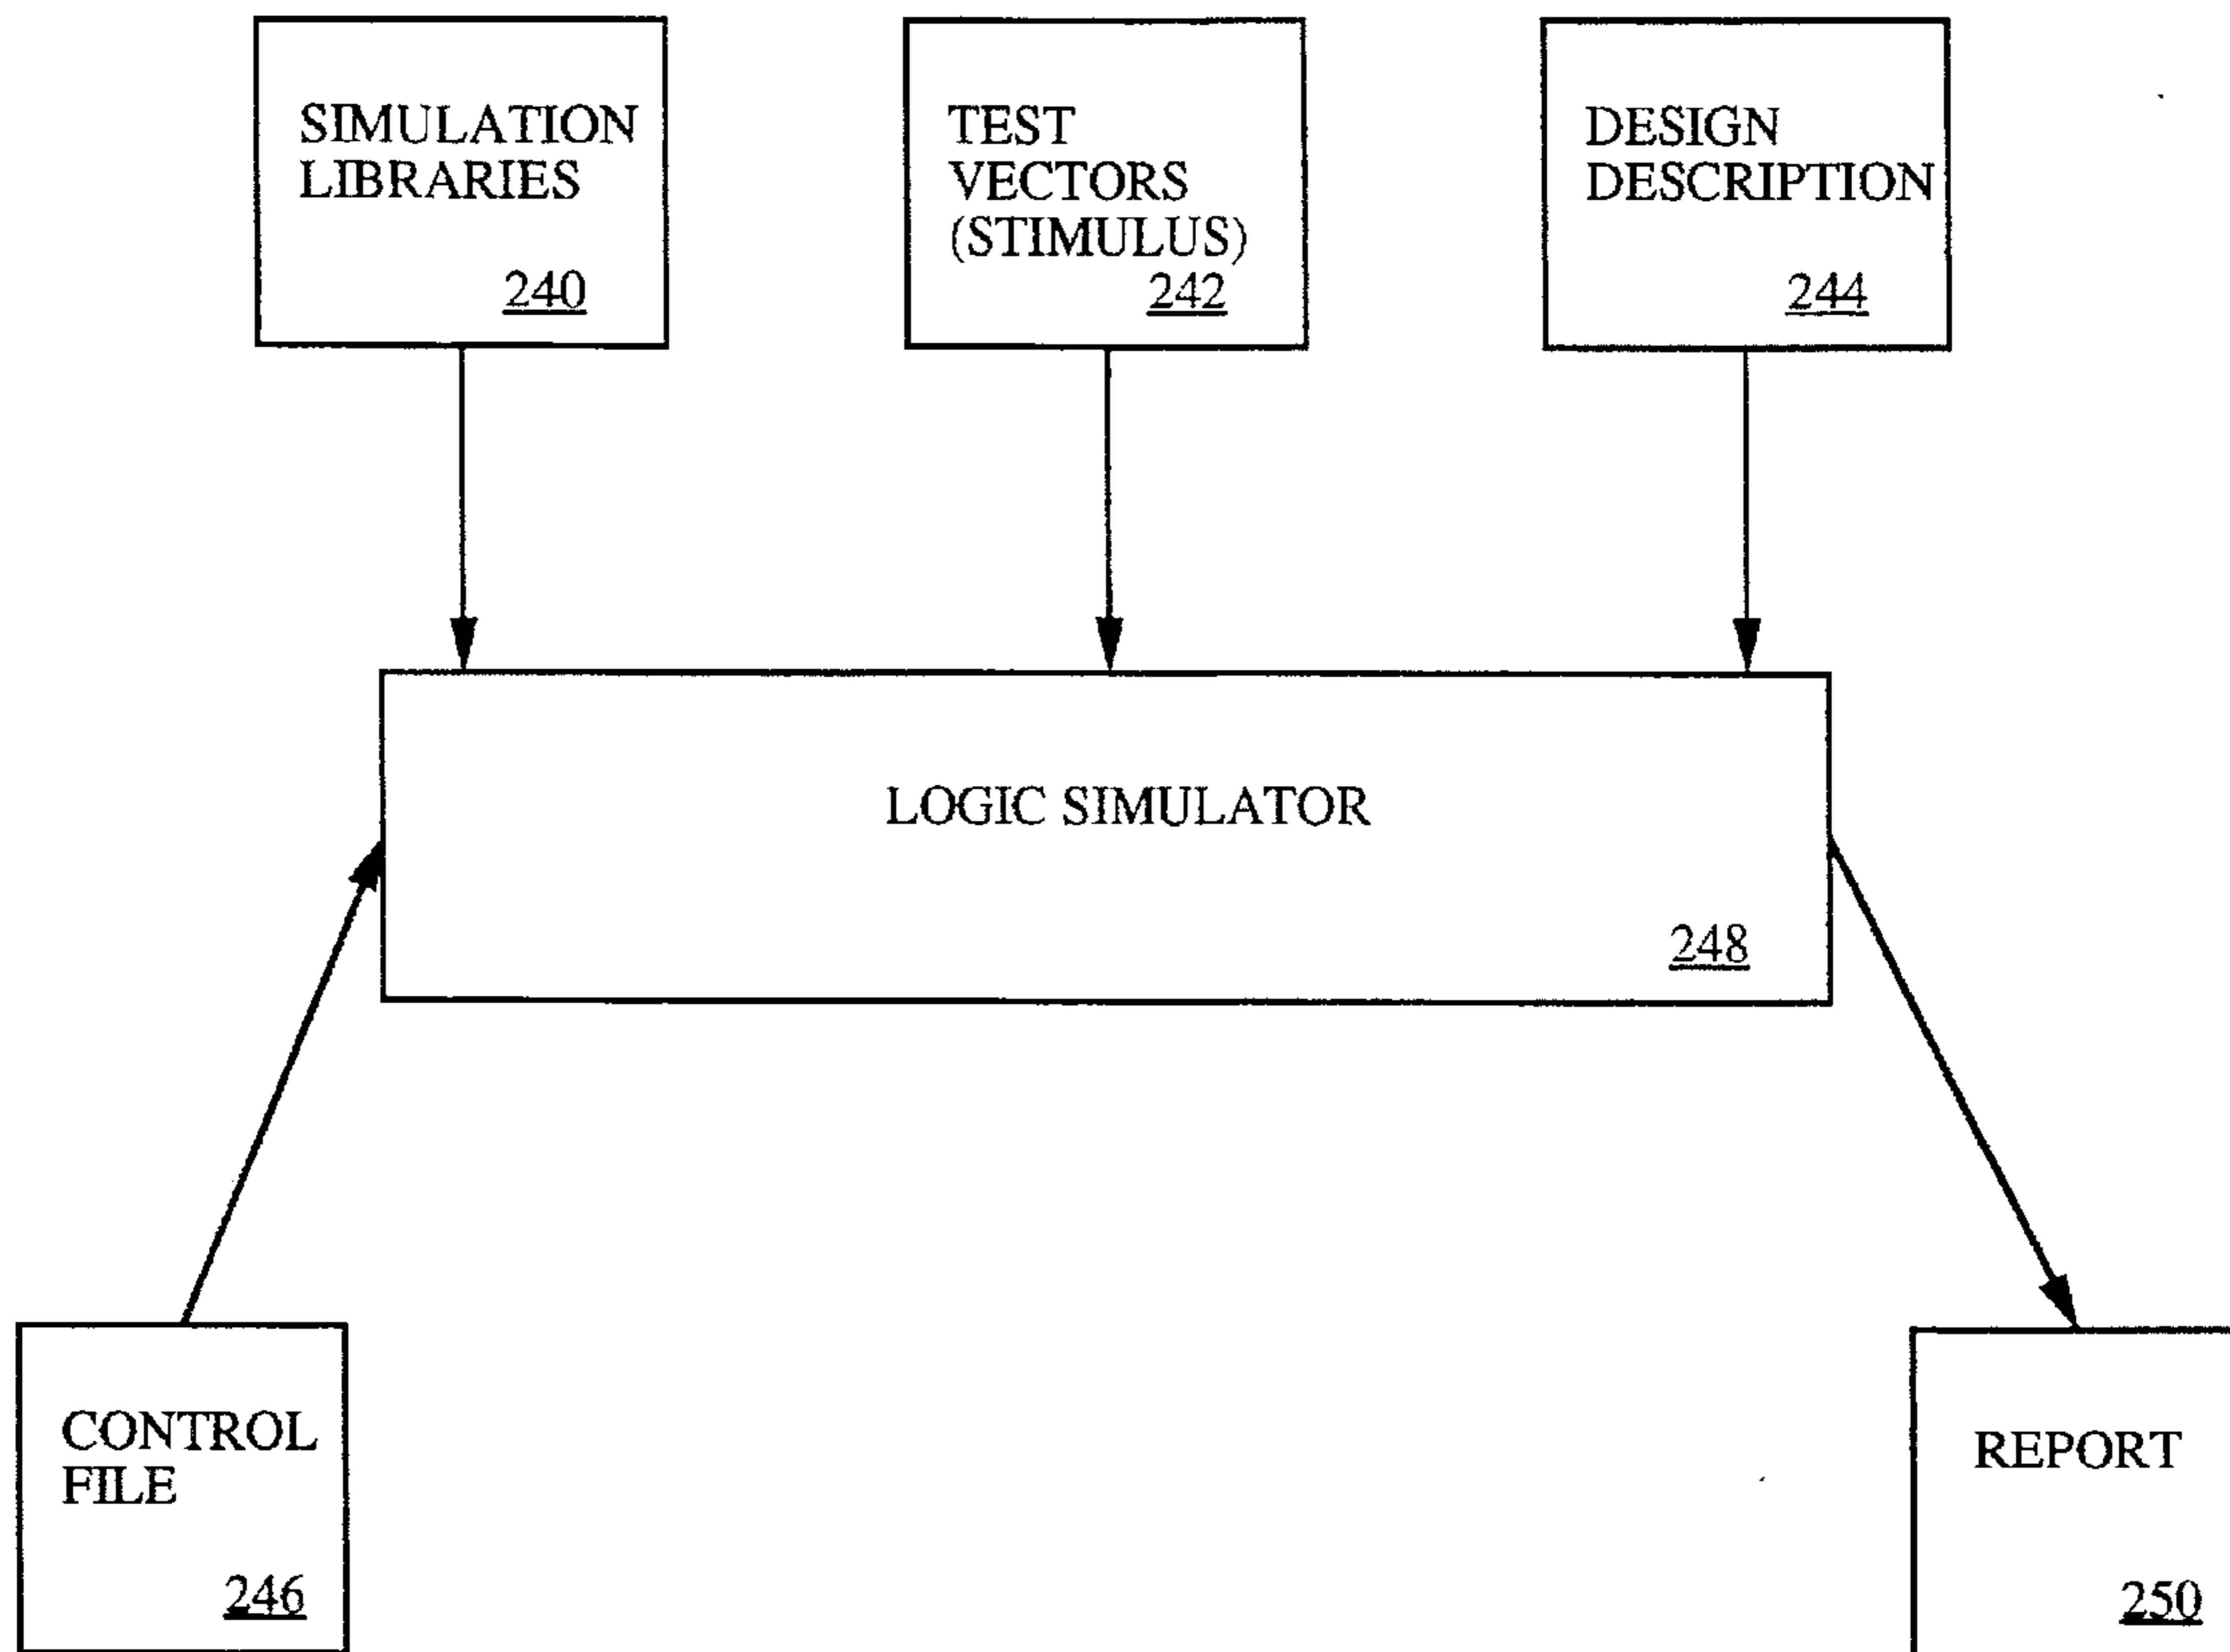 SIMULATION
LIBRARIES
240
TEST
VECTORS
(STIMULUS)
242
DESIGN
DESCRIPTION
244
LOGIC SIMULATOR
248
CONTROL
FILE
246
REPORT
250